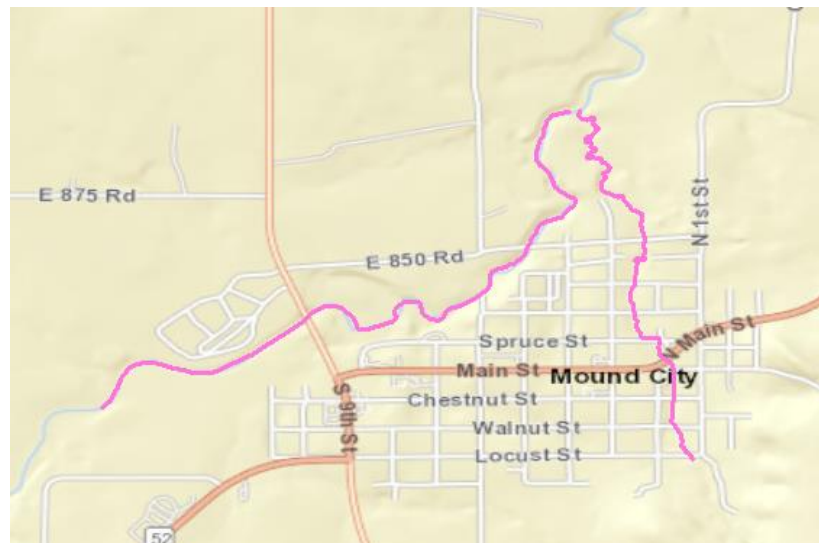 E 875 Rd
N 1st St
E 850 Rd
N Main St
Spruce St
Main St
Mound City
S 9th St
Chestnut St
Walnut St
Locust St
52